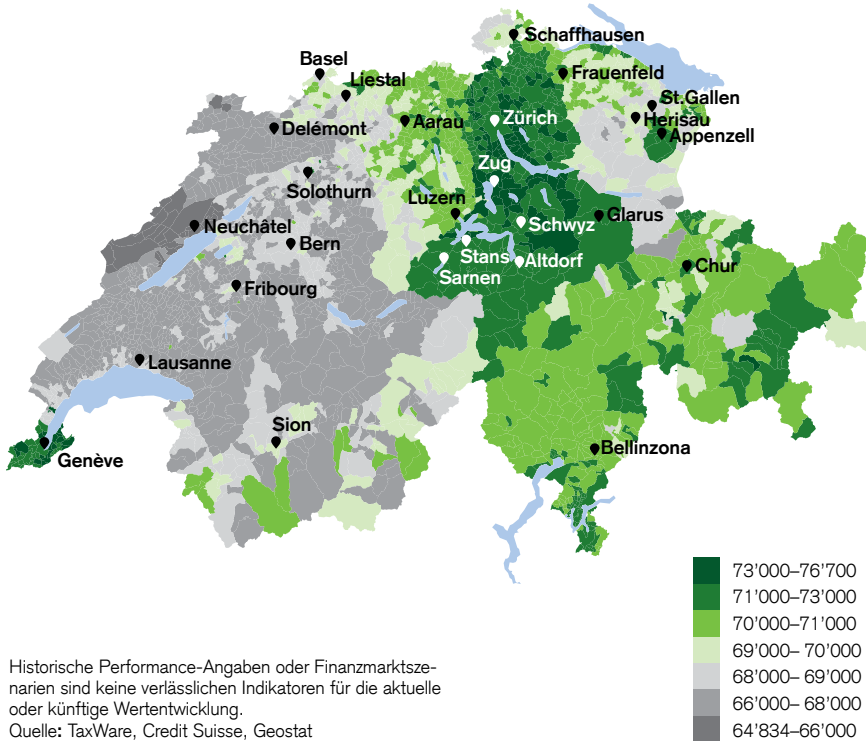 Schaffhausen
Basel
Liestal
Frauenfeld
St.Gallen
Delémont
Aarau
Zürich
Herisau
Appenzell
Solothurn
Zug
Luzern
Neuchâtel
Bern
Schwyz
Glarus
Stans
Altdorf
Sarnen
Chur
Fribourg
Lausanne
Sion
Genève
Bellinzona
73’000–76’700
71’000–73’000
70’000–71’000
69’000– 70’000
68’000– 69’000
66’000– 68’000
64’834–66’000
Historische Performance-Angaben oder Finanzmarktsze-
narien sind keine verlässlichen Indikatoren für die aktuelle
oder künftige Wertentwicklung.
Quelle: TaxWare, Credit Suisse, Geostat